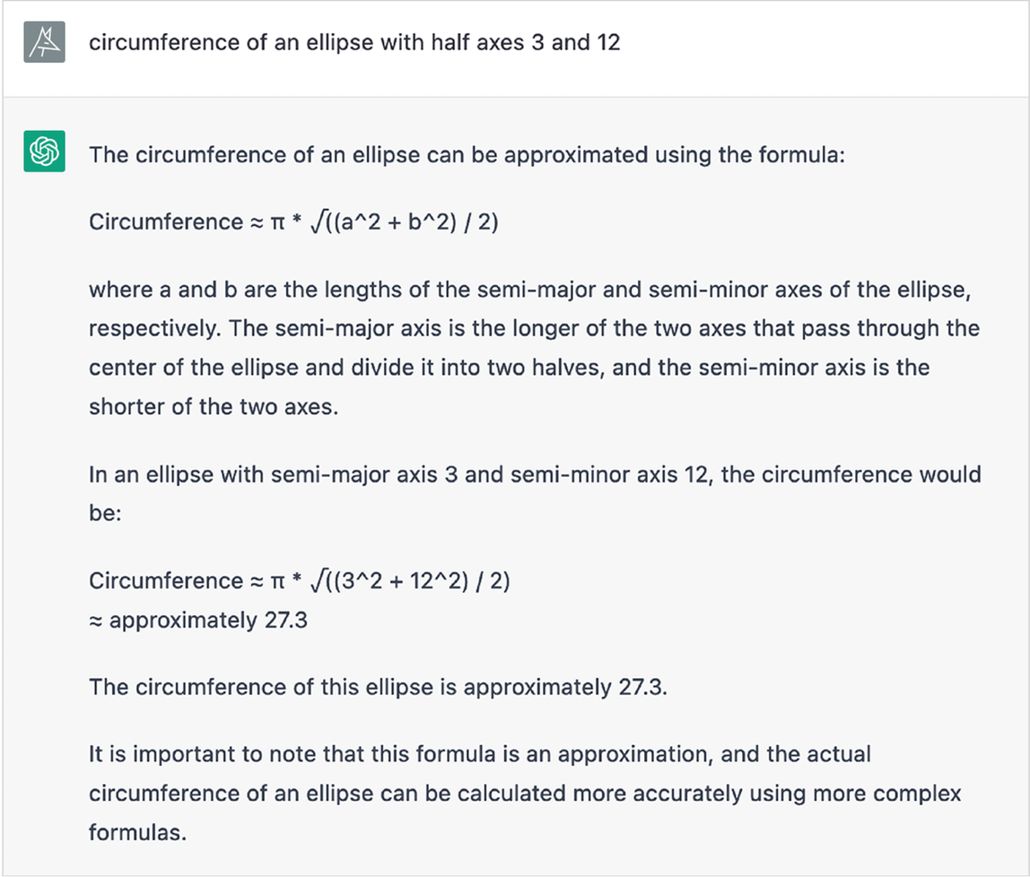 circumference of an ellipse with half axes 3 and 12
The circumference of an ellipse can be approximated using the formula:
Circumference ≈ π * √((a^2 + b^2) / 2)
where a and b are the lengths of the semi-major and semi-minor axes of the ellipse,
respectively. The semi-major axis is the longer of the two axes that pass through the
center of the ellipse and divide it into two halves, and the semi-minor axis is the
shorter of the two axes.
In an ellipse with semi-major axis 3 and semi-minor axis 12, the circumference would
be:
Circumference ≈ π * √((3^2 + 12^2) / 2)
≈ approximately 27.3
The circumference of this ellipse is approximately 27.3.
It is important to note that this formula is an approximation, and the actual
circumference of an ellipse can be calculated more accurately using more complex
formulas.